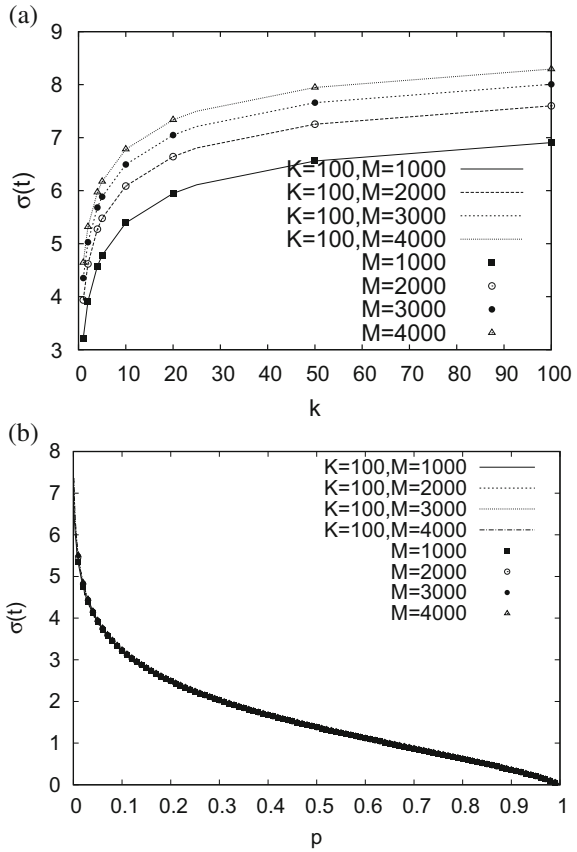 (a)
9
8
7
6
5
4
3
σ(t)
K=100,M=1000
K=100,M=2000
K=100,M=3000
K=100,M=4000
M=1000
M=2000
M=3000
M=4000
0 10 20 30 40 50 60 70 80 90 100
k
(b)
8
7
6
5
4
3
2
1
0
σ(t)
K=100,M=1000
K=100,M=2000
K=100,M=3000
K=100,M=4000
M=1000
M=2000
M=3000
M=4000
0 0.1 0.2 0.3 0.4 0.5 0.6 0.7 0.8 0.9 1
p